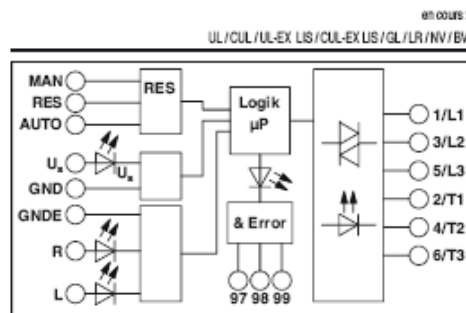 en cours :
UL / CUL / UL-EX LIS / CUL-EX LIS / GL / LR / NV / BV
MAN
RES
AUTO
RES
Us
Us
GND
GNDE
R
L
Logik
µP
& Error
97 98 99
1/L1
3/L2
5/L3
2/T1
4/T2
6/T3